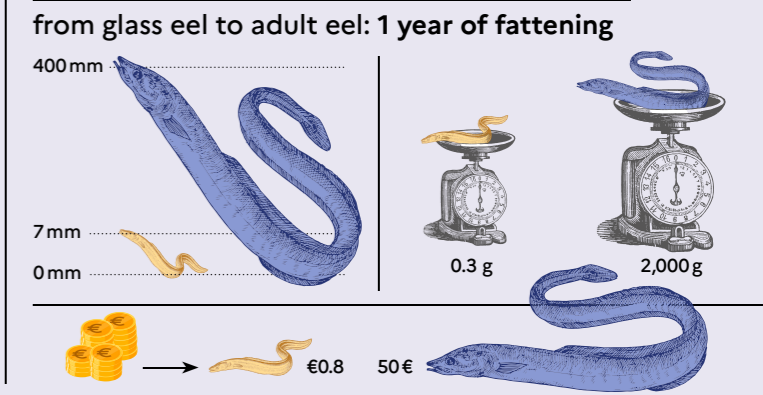 from glass eel to adult eel: 1 year of fattening
400 mm
7 mm
0 mm
0.3 g
2,000 g
€0.8
50 €